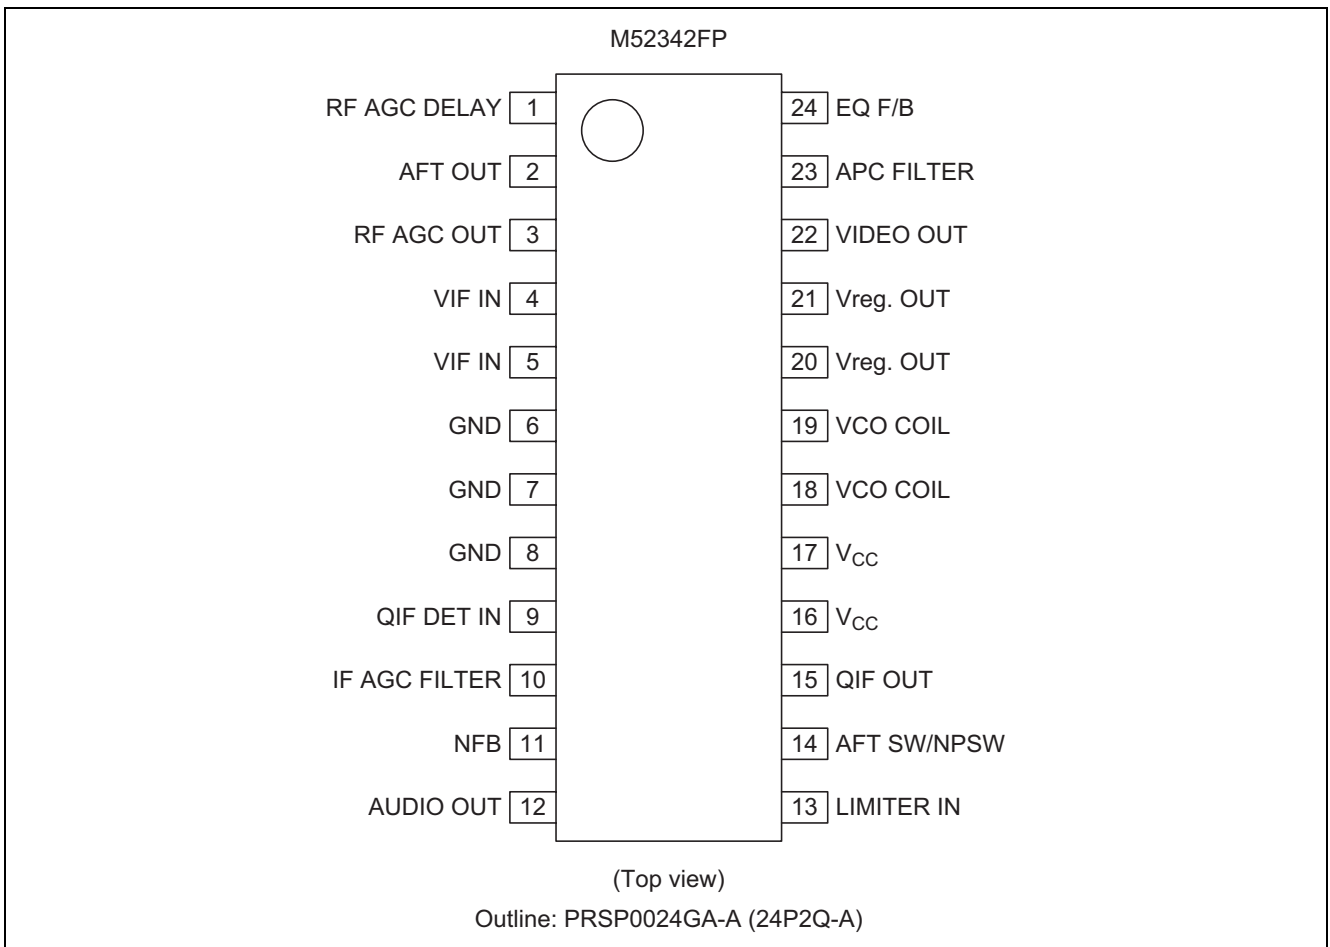 M52342FP
RF AGC DELAY 1 24 EQ F/B
AFT OUT 2 23 APC FILTER
RF AGC OUT 3 22 VIDEO OUT
VIF IN 4 21 Vreg. OUT
VIF IN 5 20 Vreg. OUT
GND 6 19 VCO COIL
GND 7 18 VCO COIL
GND 8 17 VCC
QIF DET IN 9 16 VCC
IF AGC FILTER 10 15 QIF OUT
NFB 11 14 AFT SW/NPSW
AUDIO OUT 12 13 LIMITER IN
(Top view)
Outline: PRSP0024GA-A (24P2Q-A)